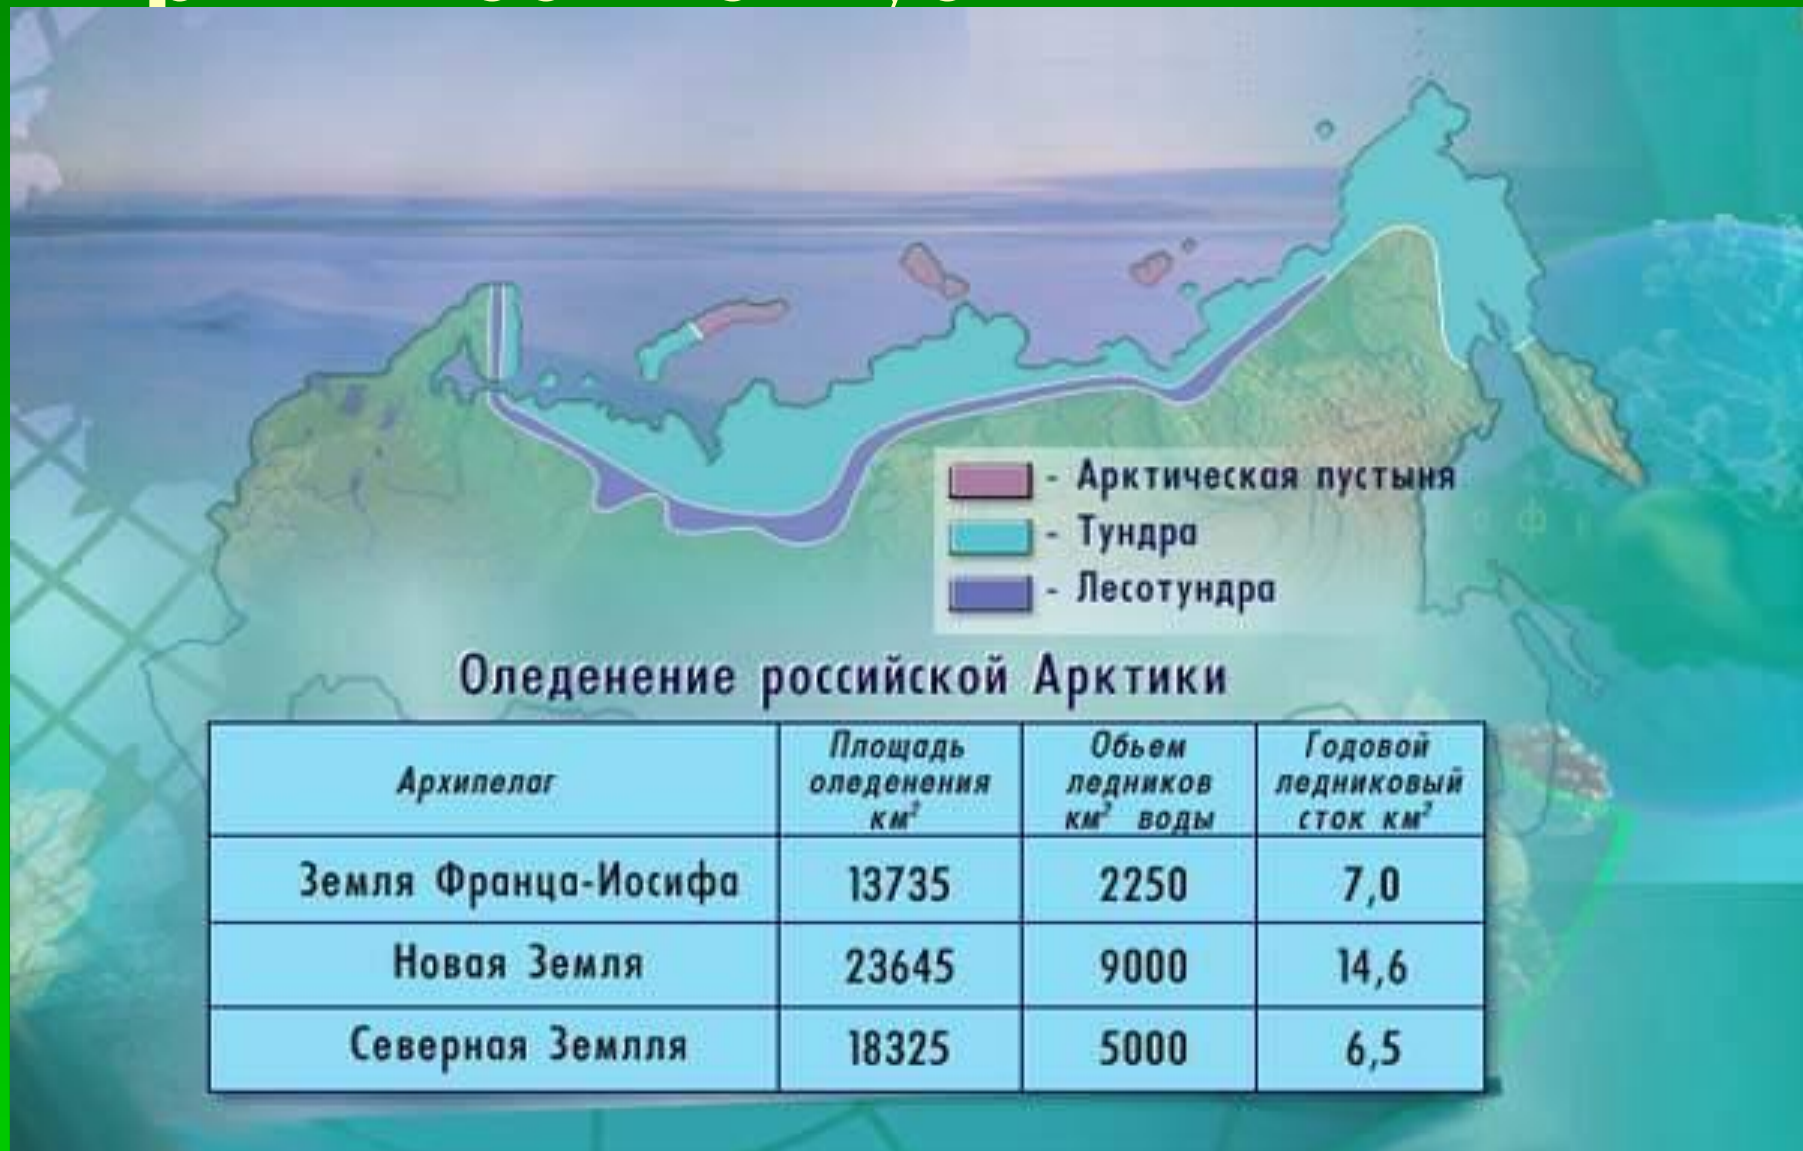 - Арктическая пустыня
- Тундра
- Лесотундра
Оледенение российской Арктики
Архипелаг
Площадь
оледенения
км²
Обьем
ледников
км² воды
Годовой
ледниковый
сток км²
Земля Франца-Иосифа 13735 2250 7,0
Новая Земля 23645 9000 14,6
Северная Землля 18325 5000 6,5